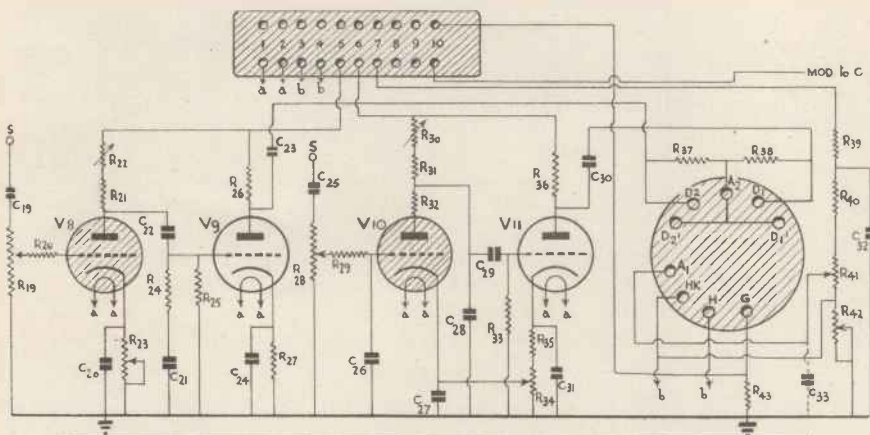 1 2 3 4 5 6 7 8 9 10
a a b b
MOD to C
S
C19
R19
R20
R22
R21
V8
C20
R23
C22
R24
C21
R25
V9
R26
C23
C24
R27
S
C25
R28
R29
C26
V10
R30
R31
R32
C27
C28
C29
R33
V11
R36
C30
R35
R34
C31
a a
a a
a a
a a
R37
R38
D2
A2
D1
D2'
D1'
A1
HK
H
G
b
b
R43
C33
R39
R40
R41
R42
C32